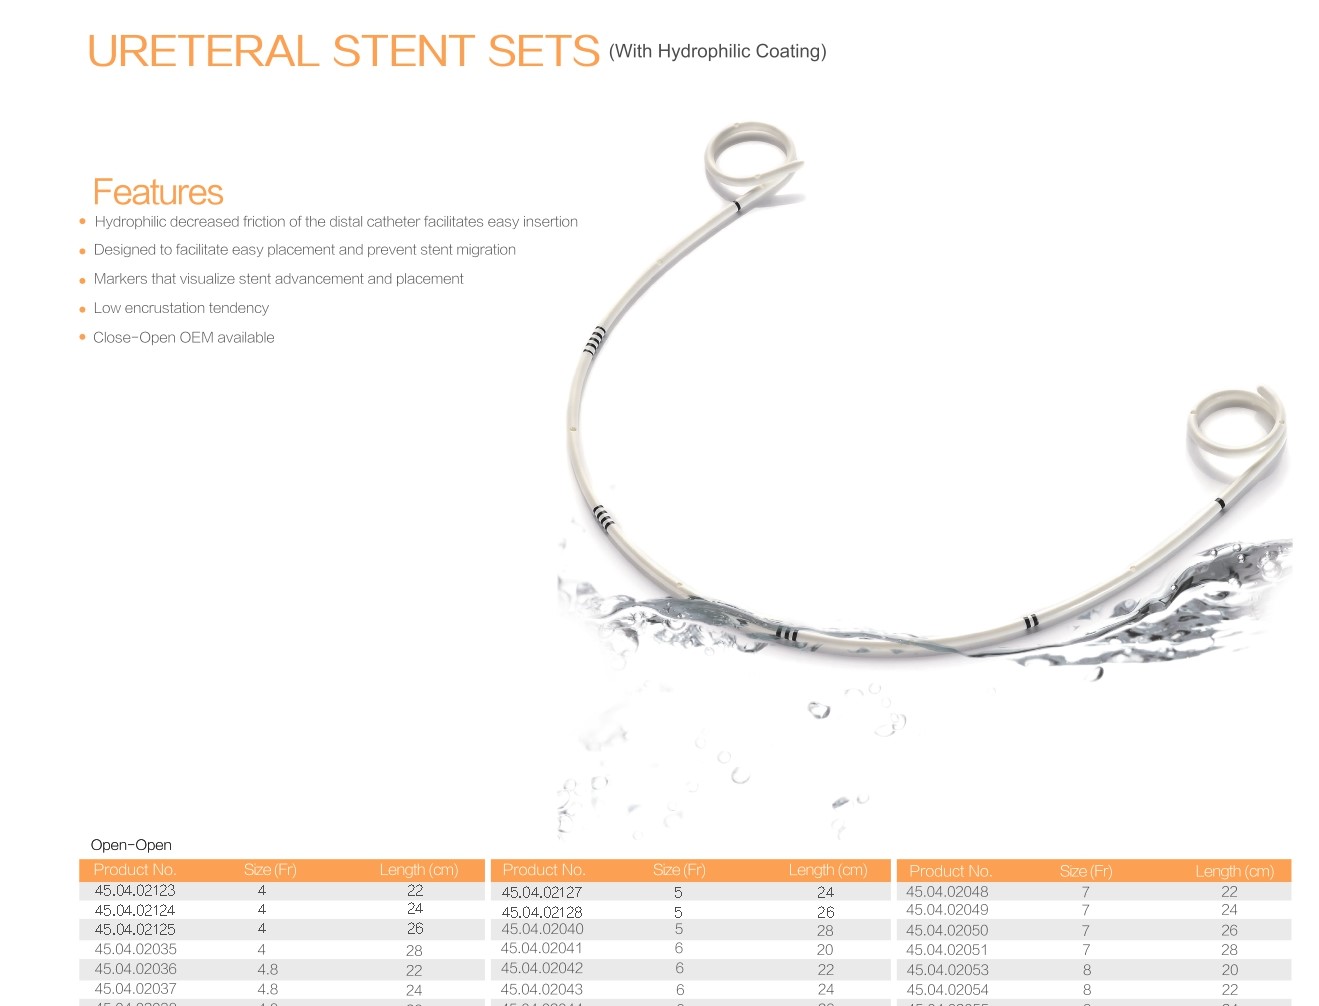 URETERAL STENT SETS (With Hydrophilic Coating)
Features
• Hydrophilic decreased friction of the distal catheter facilitates easy insertion
• Designed to facilitate easy placement and prevent stent migration
• Markers that visualize stent advancement and placement
• Low encrustation tendency
• Close-Open OEM available
Open-Open
Product No. Size (Fr) Length (cm) Product No. Size (Fr) Length (cm) Product No. Size (Fr) Length (cm)
45.04.02123 4 22 45.04.02127 5 24 45.04.02048 7 22
45.04.02124 4 24 45.04.02128 5 26 45.04.02049 7 24
45.04.02125 4 26 45.04.02040 5 28 45.04.02050 7 26
45.04.02035 4 28 45.04.02041 6 20 45.04.02051 7 28
45.04.02036 4.8 22 45.04.02042 6 22 45.04.02053 8 20
45.04.02037 4.8 24 45.04.02043 6 24 45.04.02054 8 22